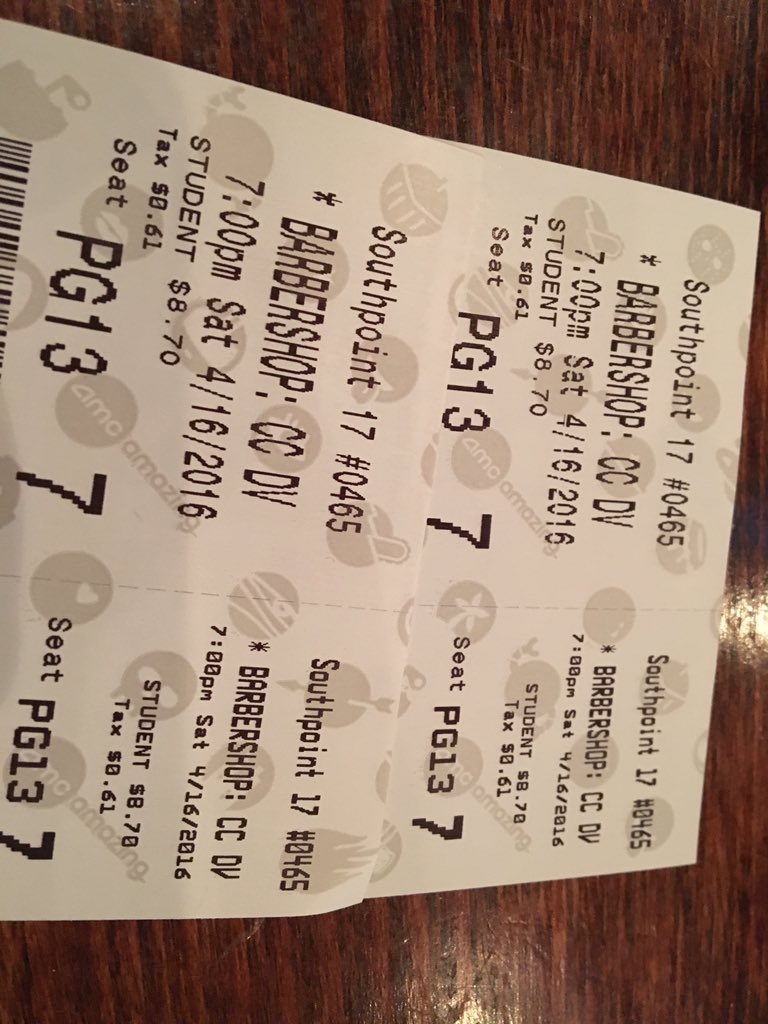 Southpoint 17 #0465
* BARBERSHOP: CC DV
7:00pm Sat 4/16/2016
STUDENT $8.70
Tax $0.61
Seat PG13 7
amc amazing
Southpoint 17 #0465
* BARBERSHOP: CC DV
7:00pm Sat 4/16/2016
STUDENT $8.70
Tax $0.61
Seat PG13 7
amc amazing
Southpoint 17 #0465
* BARBERSHOP: CC DV
7:00pm Sat 4/16/2016
STUDENT $8.70
Tax $0.61
Seat PG13 7
amc amazing
Southpoint 17 #0465
* BARBERSHOP: CC DV
7:00pm Sat 4/16/2016
STUDENT $8.70
Tax $0.61
Seat PG13 7
amc amazing